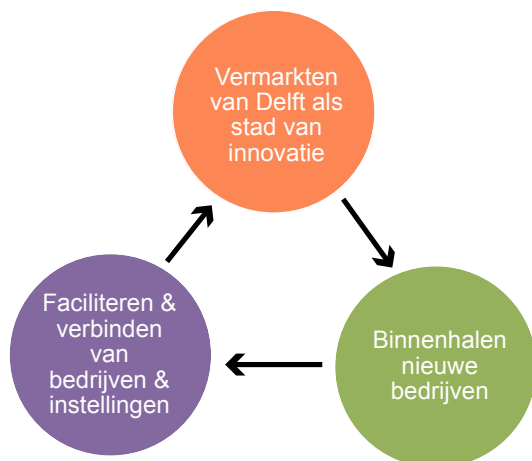 Vermarkten
van Delft als
stad van
innovatie
Faciliteren &
verbinden
van
bedrijven &
instellingen
Binnenhalen
nieuwe
bedrijven